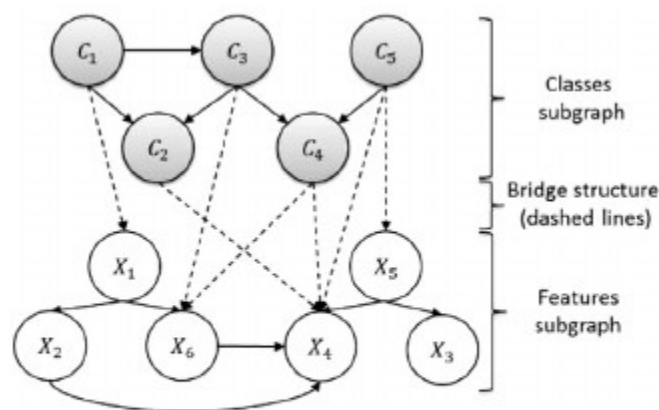 C1
C3
C5
Classes
subgraph
C2
C4
Bridge structure
(dashed lines)
X1
X5
Features
subgraph
X2
X6
X4
X3